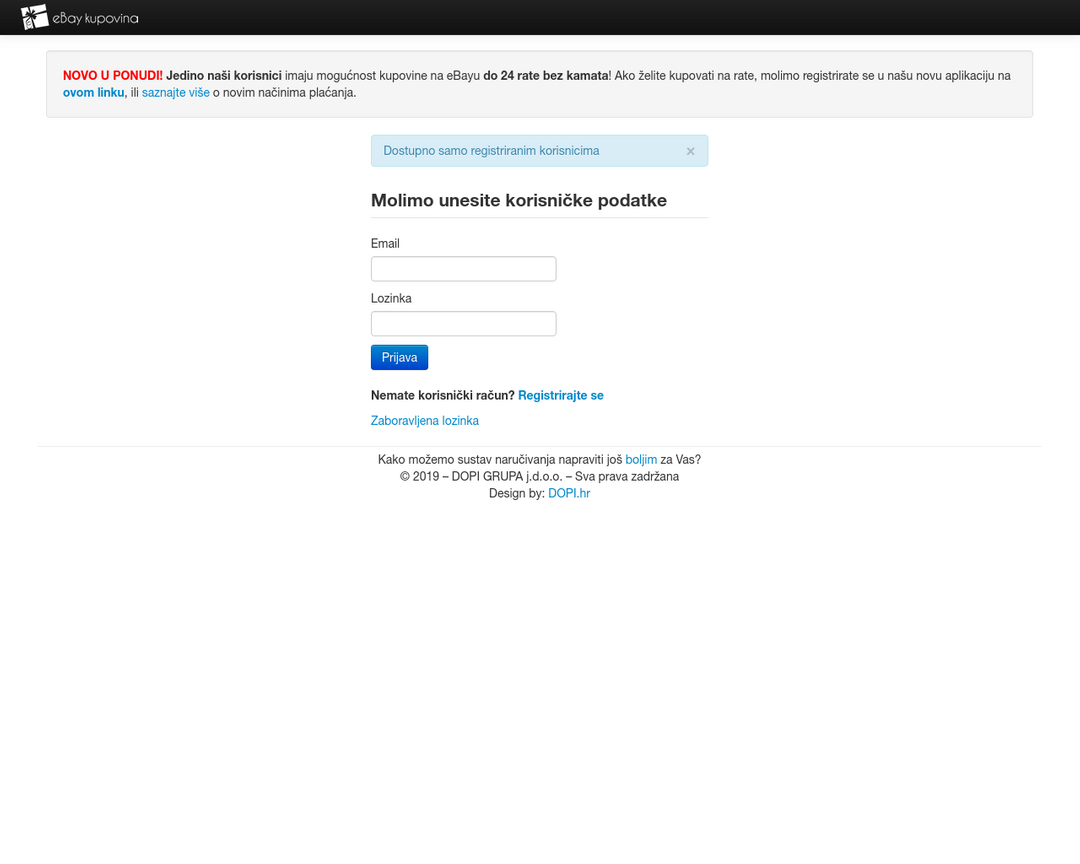 eBay kupovina
NOVO U PONUDI! Jedino naši korisnici imaju mogućnost kupovine na eBayu do 24 rate bez kamata! Ako želite kupovati na rate, molimo registrirate se u našu novu aplikaciju na
ovom linku, ili saznajte više o novim načinima plaćanja.
Dostupno samo registriranim korisnicima ×
Molimo unesite korisničke podatke
Email
Lozinka
Prijava
Nemate korisnički račun? Registrirajte se
Zaboravljena lozinka
Kako možemo sustav naručivanja napraviti još boljim za Vas?
© 2019 – DOPI GRUPA j.d.o.o. – Sva prava zadržana
Design by: DOPI.hr